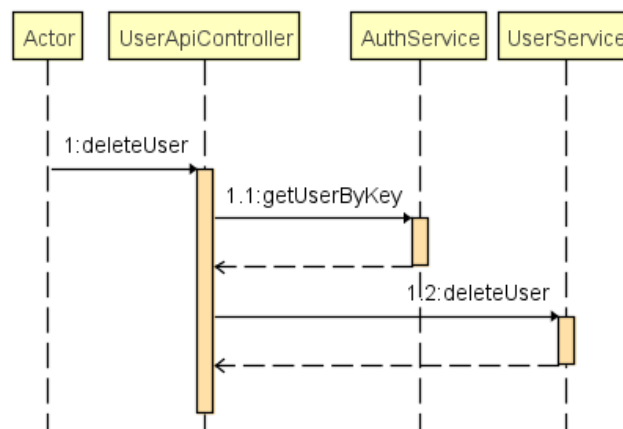 Actor
UserApiController
AuthService
UserService
1:deleteUser
1.1:getUserByKey
1.2:deleteUser